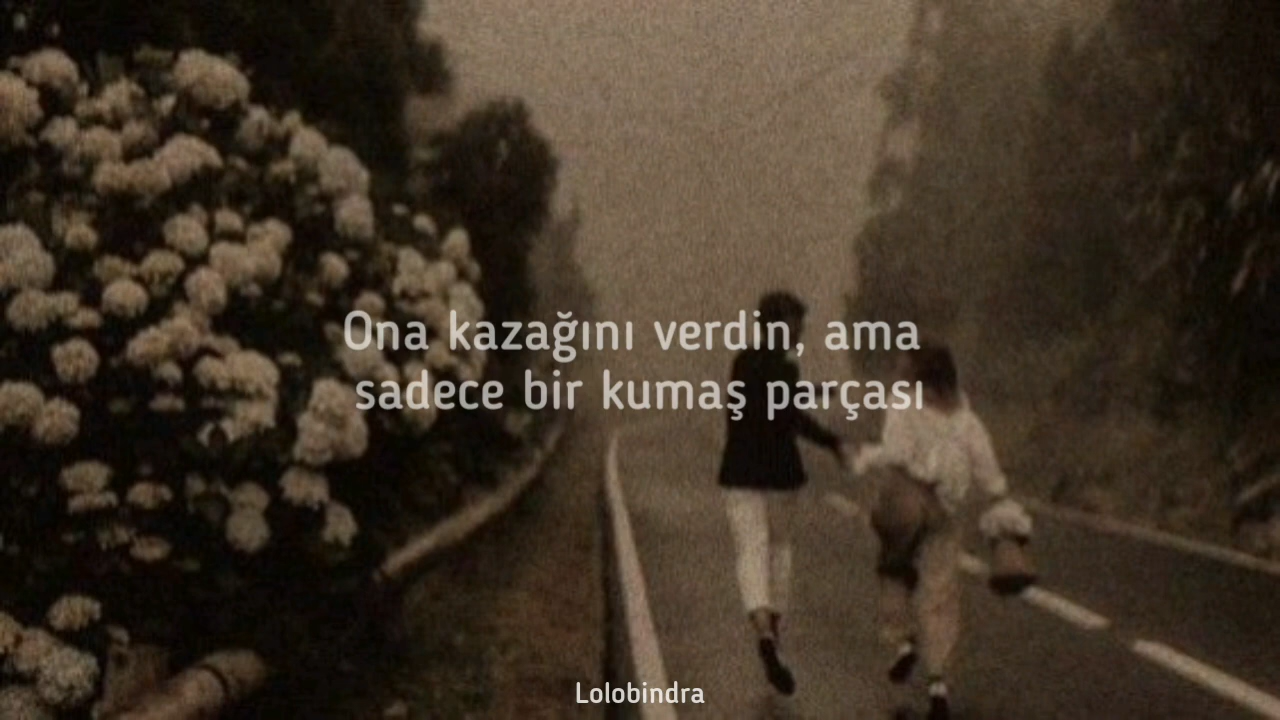 Ona kazağını verdin, ama
sadece bir kumaş parçası
Lolobindra